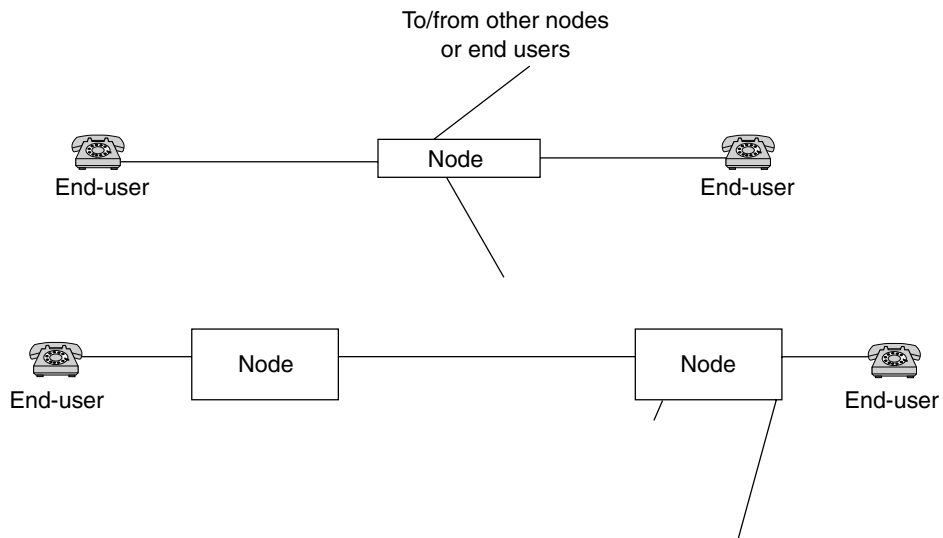 To/from other nodes
or end users
Node
End-user
End-user
Node
Node
End-user
End-user